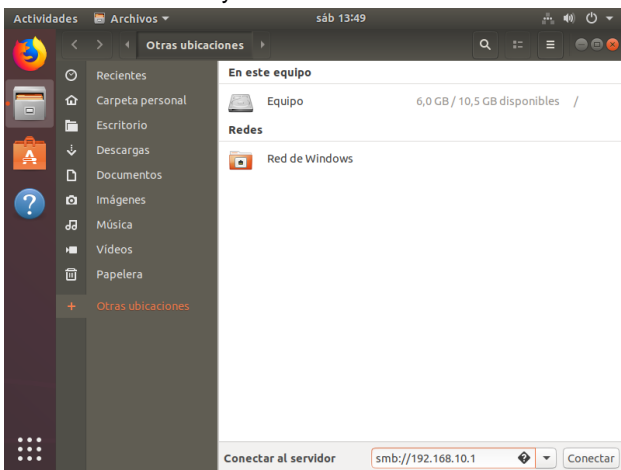 Actividades Archivos sáb 13:49
Otras ubicaciones
Recientes
Carpeta personal
Escritorio
Descargas
Documentos
Imágenes
Música
Vídeos
Papelera
+ Otras ubicaciones
En este equipo
Equipo 6,0 GB / 10,5 GB disponibles /
Redes
Red de Windows
Conectar al servidor smb://192.168.10.1 Conectar